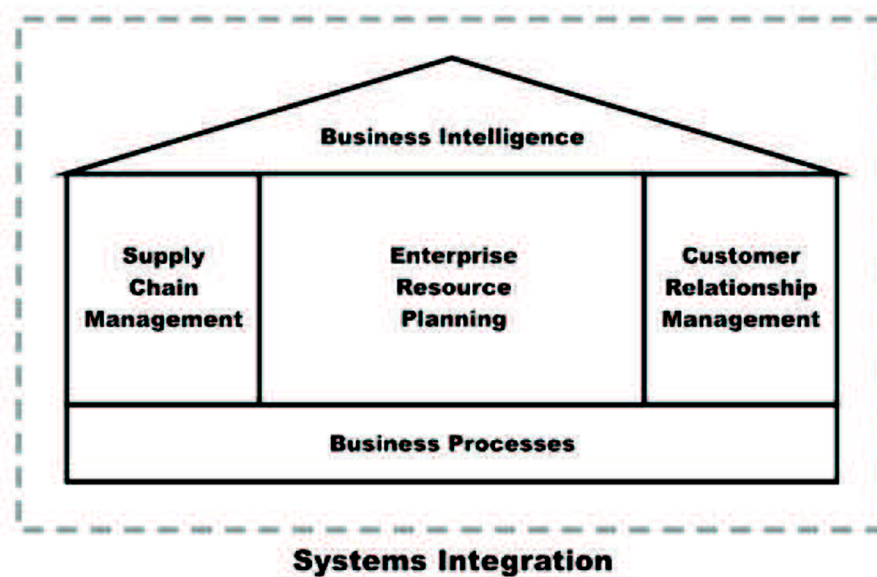 Business Intelligence
Supply
Chain
Management
Enterprise
Resource
Planning
Customer
Relationship
Management
Business Processes
Systems Integration